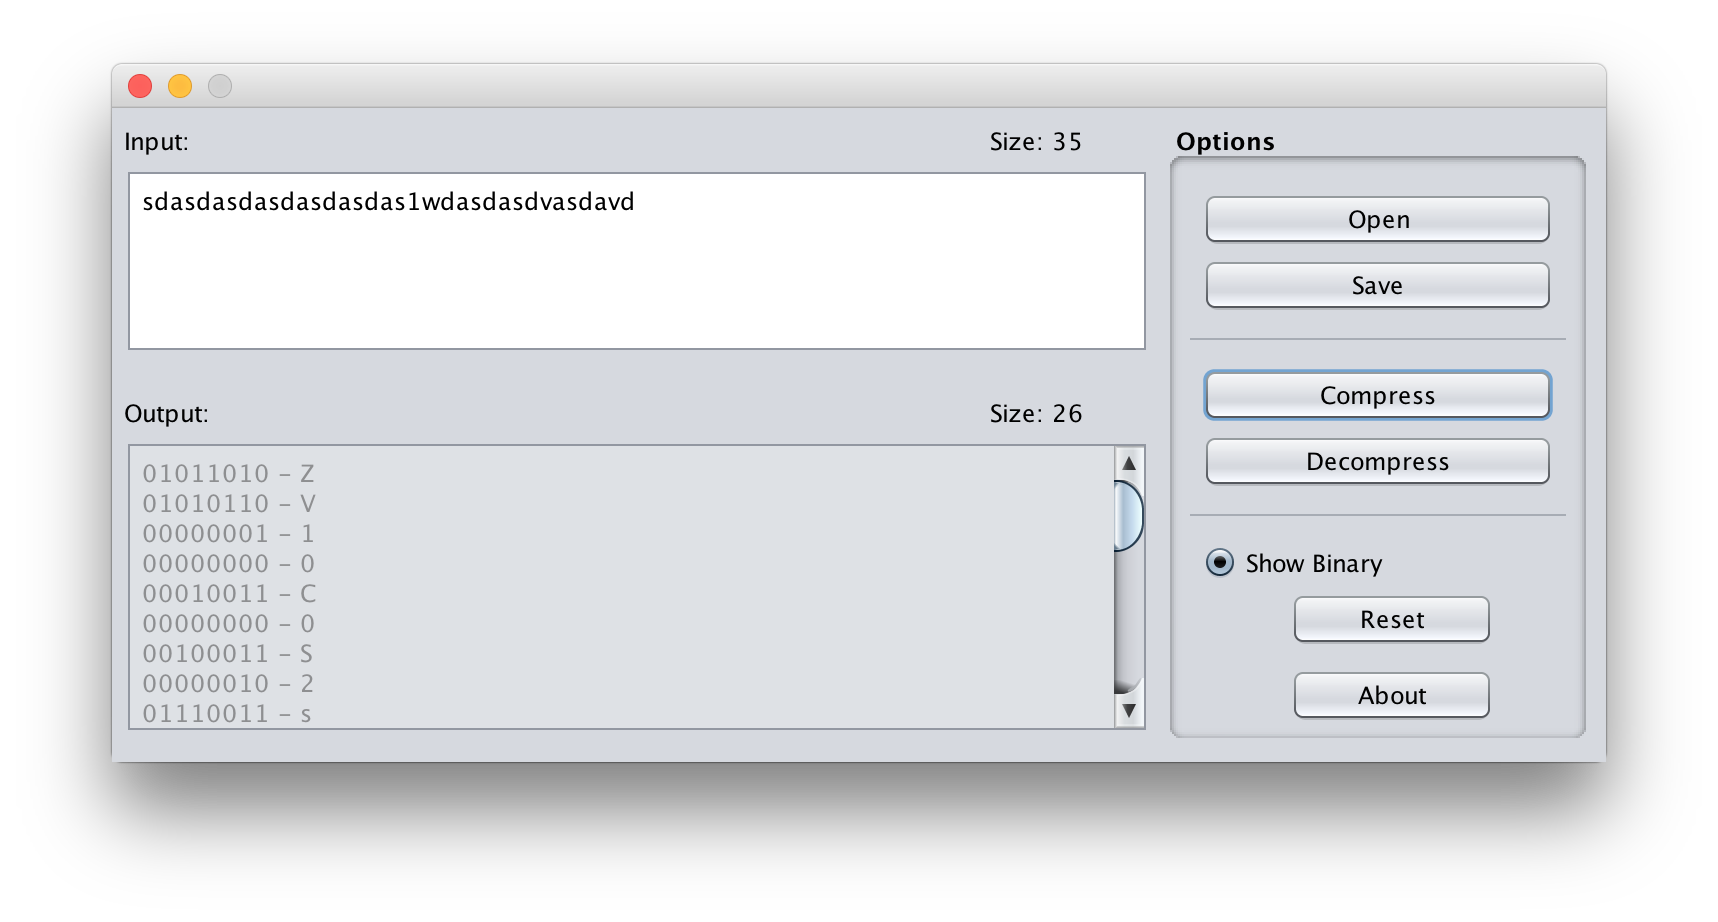 Input:
Size: 35
sdasdasdasdasdasdas1wdasdasdvasdavd
Output:
Size: 26
01011010 - Z
01010110 - V
00000001 - 1
00000000 - 0
00010011 - C
00000000 - 0
00100011 - S
00000010 - 2
01110011 - s
Options
Open
Save
Compress
Decompress
Show Binary
Reset
About